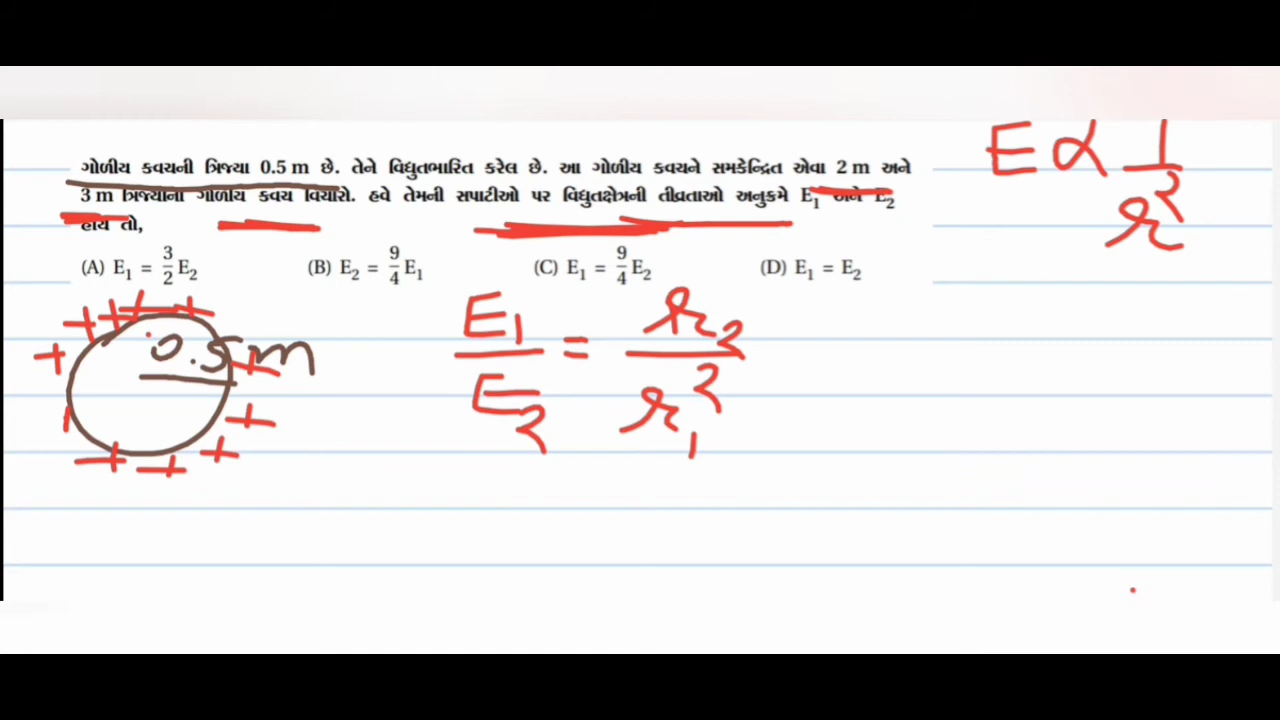 ગોળીય કવચની ત્રિજ્યા 0.5 m છે. તેને વિદ્યુતભારિત કરેલ છે. આ ગોળીય કવચને સમકેન્દ્રિત એવા 2 m અને
3 m ત્રિજ્યાના ગોળીય કવચ વિચારો. હવે તેમની સપાટીઓ પર વિદ્યુતક્ષેત્રની તીવ્રતાઓ અનુક્રમે E₁ અને E₂
હોય તો,
(A) E₁ = 3/2 E₂ (B) E₂ = 9/4 E₁ (C) E₁ = 9/4 E₂ (D) E₁ = E₂
E ∝ 1/r²
0.5 m
E₁/E₂ = r₂/r₁²